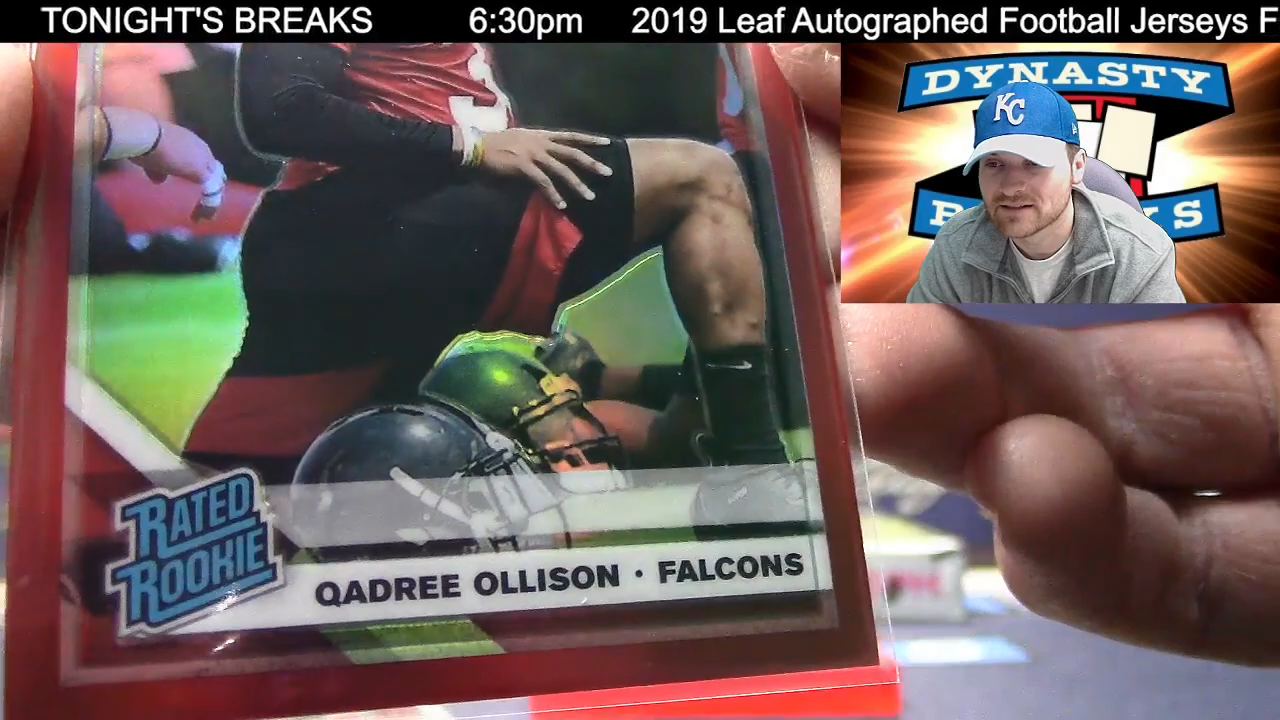 TONIGHT'S BREAKS 6:30pm 2019 Leaf Autographed Football Jerseys F
DYNASTY
KC
RATED
ROOKIE
QADREE OLLISON · FALCONS